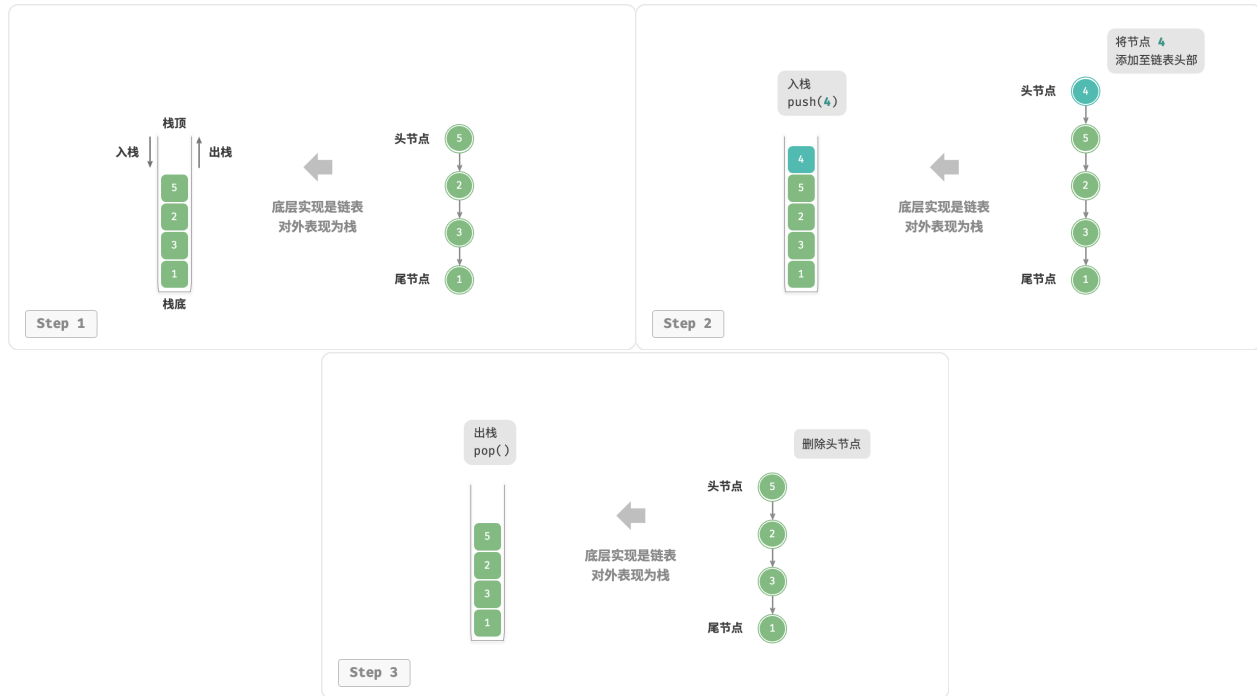 栈顶
入栈
出栈
5
2
3
1
栈底
底层实现是链表
对外表现为栈
头节点
5
2
3
尾节点
1
Step 1
入栈
push(4)
4
5
2
3
1
底层实现是链表
对外表现为栈
将节点 4
添加至链表头部
头节点
4
5
2
3
尾节点
1
Step 2
出栈
pop()
5
2
3
1
底层实现是链表
对外表现为栈
删除头节点
头节点
5
2
3
尾节点
1
Step 3